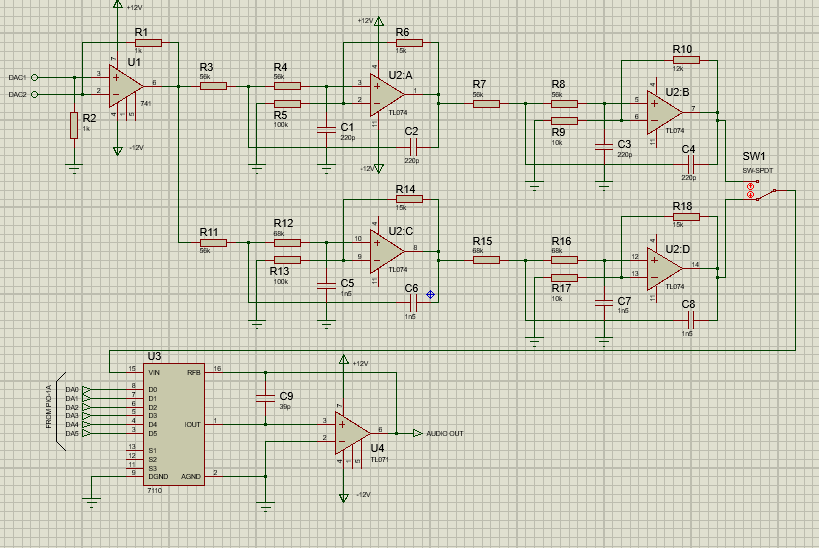 +12V
R1
1k
U1
DAC1
DAC2
3
2
7
6
4
1
5
741
R2
1k
-12V
R3
56k
R4
56k
R5
100k
+12V
R6
15k
U2:A
3
2
4
1
11
TL074
C1
220p
C2
220p
-12V
R7
56k
R8
56k
R9
10k
R10
12k
U2:B
5
6
4
7
11
TL074
C3
220p
C4
220p
SW1
SW-SPDT
R11
56k
R12
68k
R13
100k
R14
15k
U2:C
10
9
4
8
11
TL074
C5
1n5
C6
1n5
R15
68k
R16
68k
R17
10k
R18
15k
U2:D
12
13
4
14
11
TL074
C7
1n5
C8
1n5
U3
15 VIN RFB 16
FROM PIO-1A
DA0 8 D0
DA1 7 D1
DA2 6 D2
DA3 5 D3
DA4 4 D4 IOUT 1
DA5 3 D5
13 S1
12 S2
11 S3
9 DGND AGND 2
7110
C9
39p
+12V
3
2
7
6
4
1
5
U4
TL071
-12V
AUDIO OUT